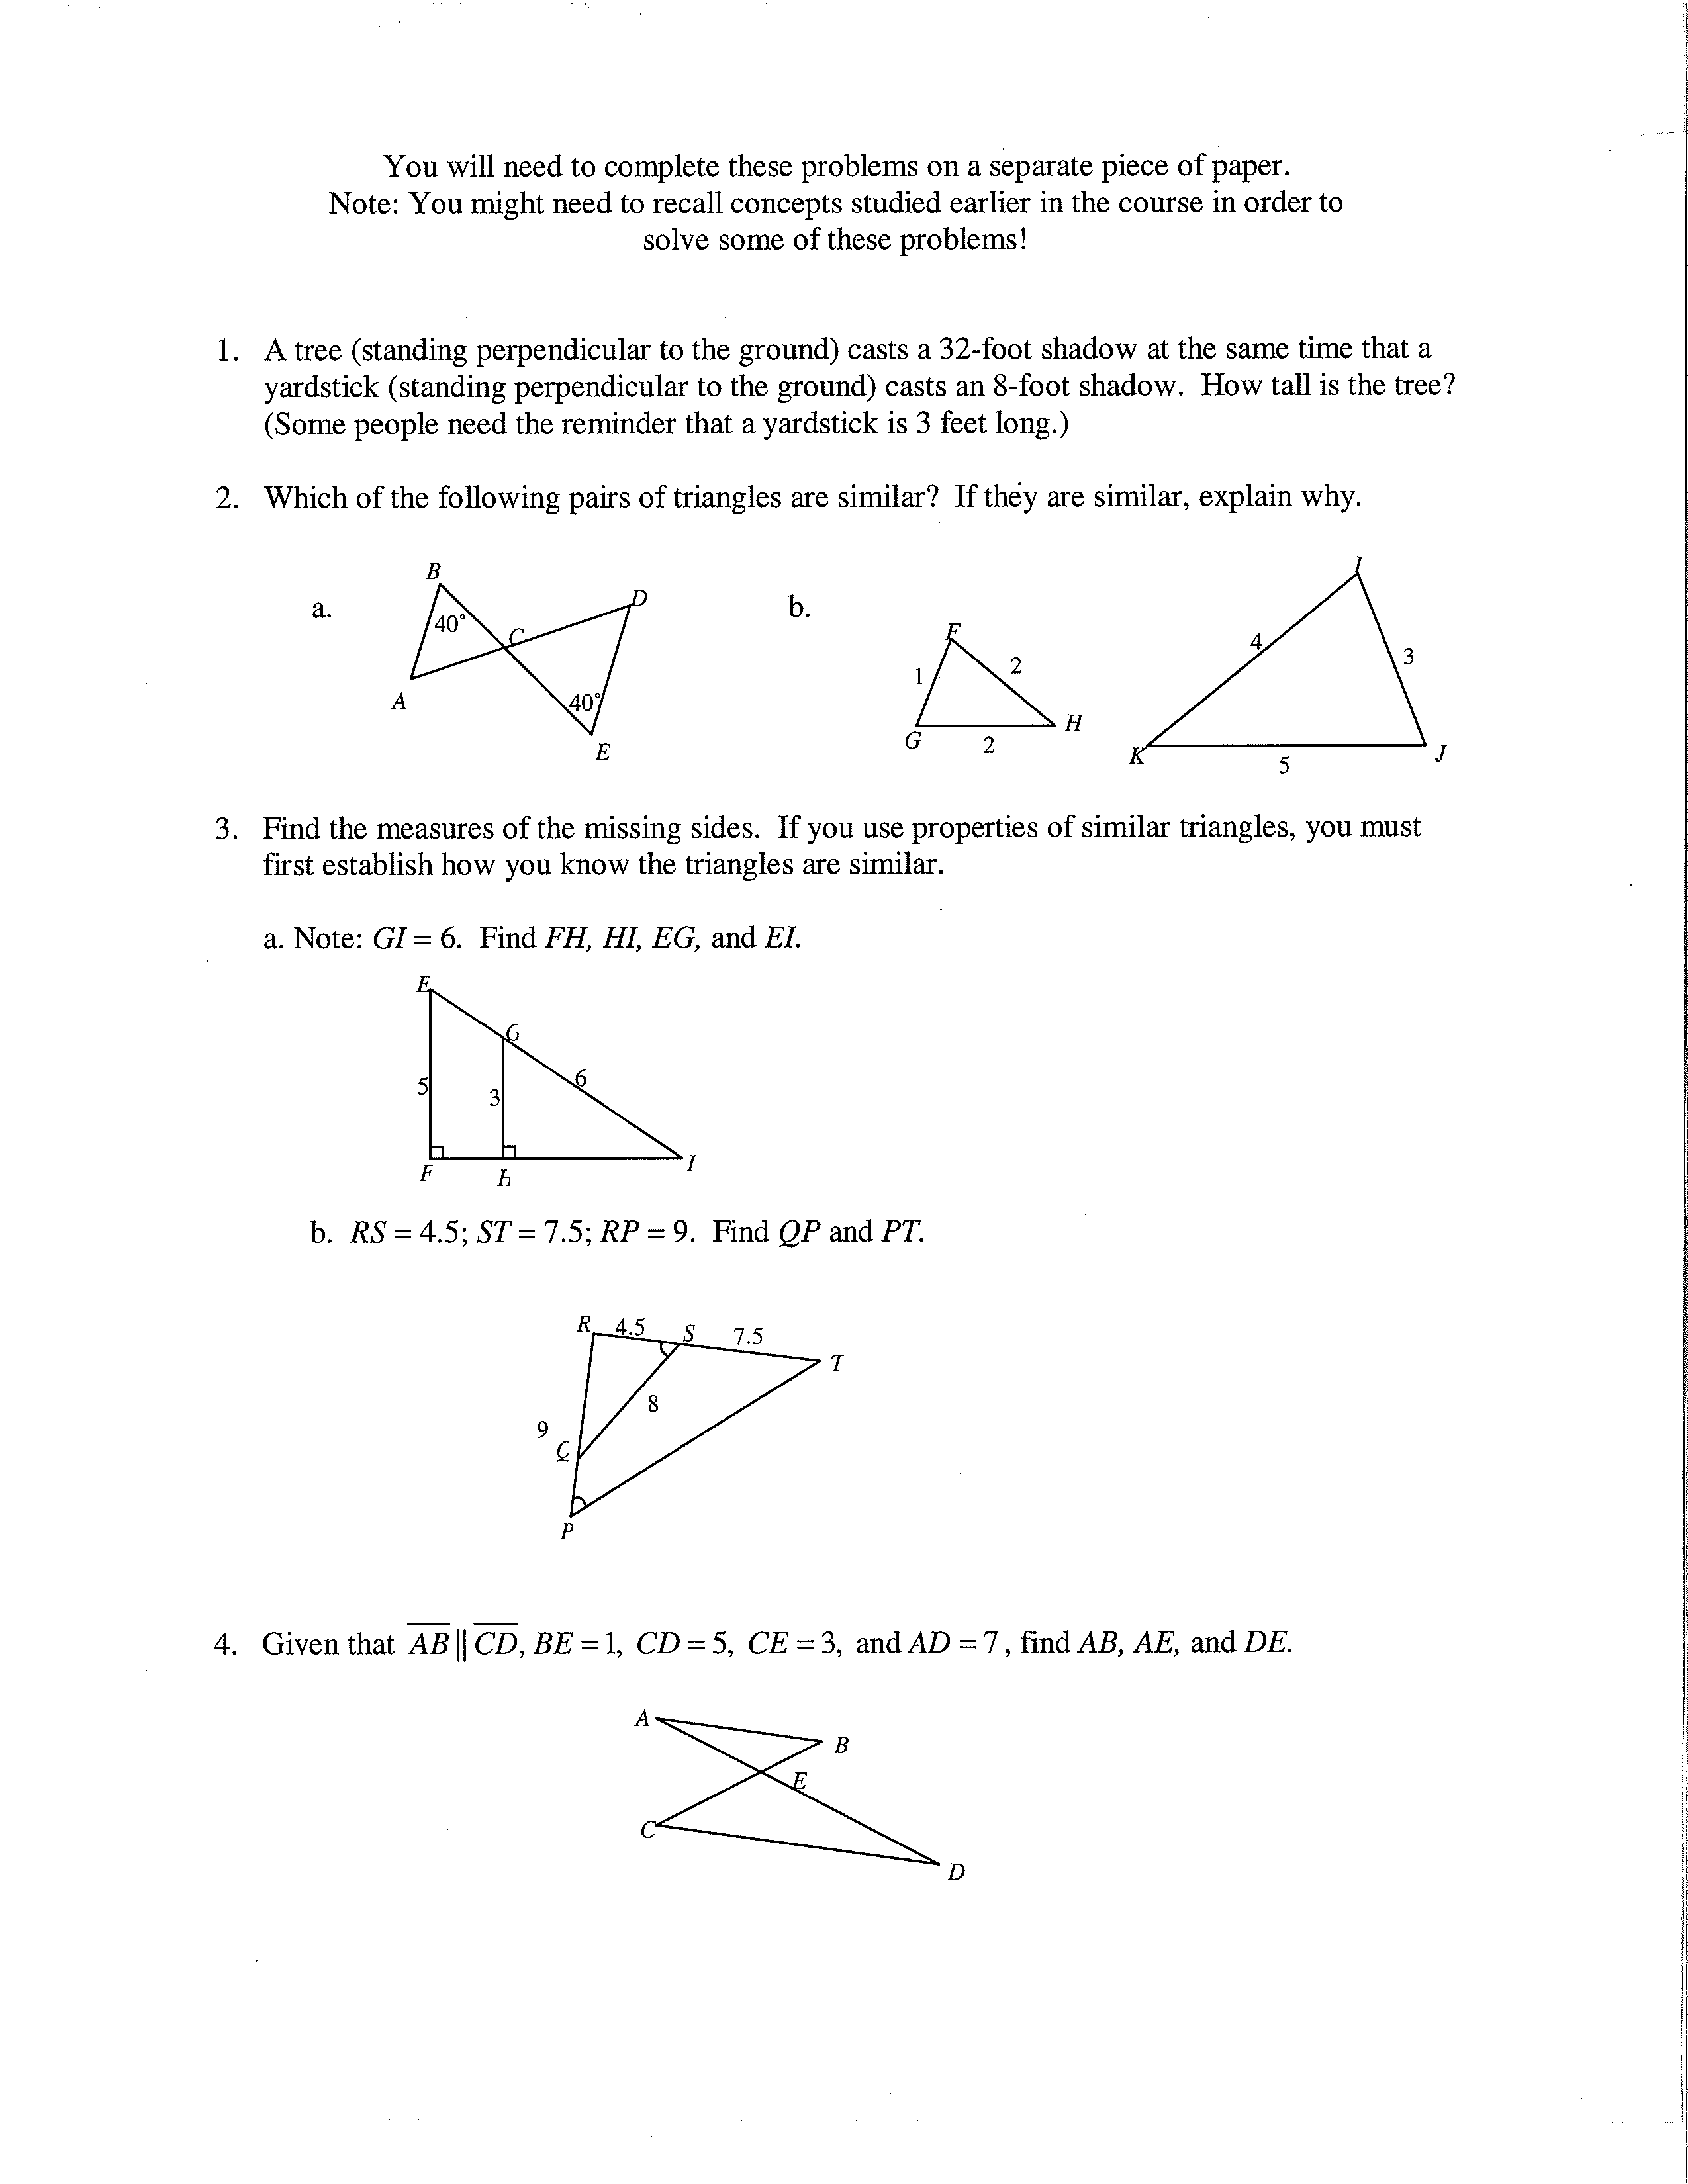 You will need to complete these problems on a separate piece of paper.
Note: You might need to recall concepts studied earlier in the course in order to
solve some of these problems!
1. A tree (standing perpendicular to the ground) casts a 32-foot shadow at the same time that a
yardstick (standing perpendicular to the ground) casts an 8-foot shadow. How tall is the tree?
(Some people need the reminder that a yardstick is 3 feet long.)
2. Which of the following pairs of triangles are similar? If they are similar, explain why.
a.
B
40°
C
D
A
40°
E
b.
F
1
2
G
2
H
I
4
3
K
5
J
3. Find the measures of the missing sides. If you use properties of similar triangles, you must
first establish how you know the triangles are similar.
a. Note: GI = 6. Find FH, HI, EG, and EI.
E
G
6
5
3
F
h
I
b. RS = 4.5; ST = 7.5; RP = 9. Find QP and PT.
R 4.5 S 7.5
T
8
9
Q
P
4. Given that AB || CD, BE = 1, CD = 5, CE = 3, and AD = 7, find AB, AE, and DE.
A
B
E
C
D